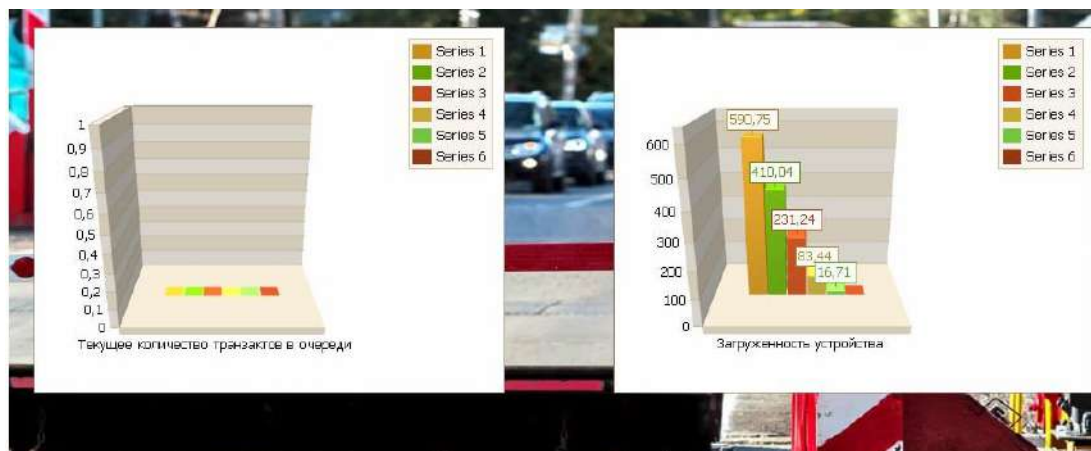 Series 1
Series 2
Series 3
Series 4
Series 5
Series 6
1
0,9
0,8
0,7
0,6
0,5
0,4
0,3
0,2
0,1
0
Текущее количество транзактов в очереди
Series 1
Series 2
Series 3
Series 4
Series 5
Series 6
590,75
600
410,04
500
400
231,24
300
83,44
200
16,71
100
0
Загруженность устройства